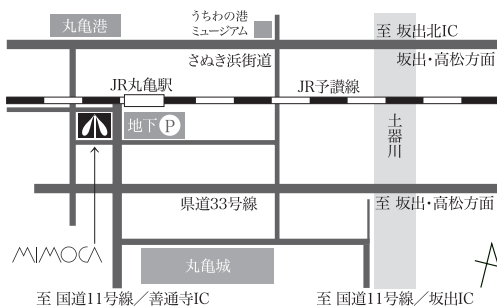 丸亀港
うちわの港
ミュージアム
至 坂出北IC
さぬき浜街道
坂出・高松方面
JR丸亀駅
JR予讃線
地下P
土器川
県道33号線
至 坂出・高松方面
MIMOCA
丸亀城
至 国道11号線／善通寺IC
至 国道11号線／坂出IC